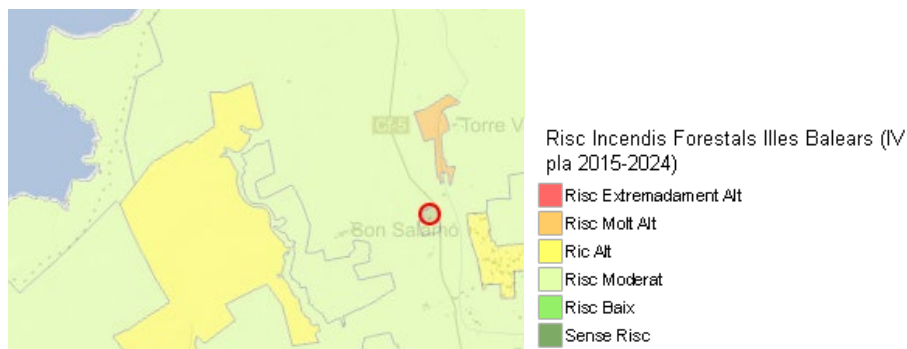 Cf-5
Torre V
Son Salamó
Risc Incendis Forestals Illes Balears (IV
pla 2015-2024)
Risc Extremadament Alt
Risc Molt Alt
Ric Alt
Risc Moderat
Risc Baix
Sense Risc